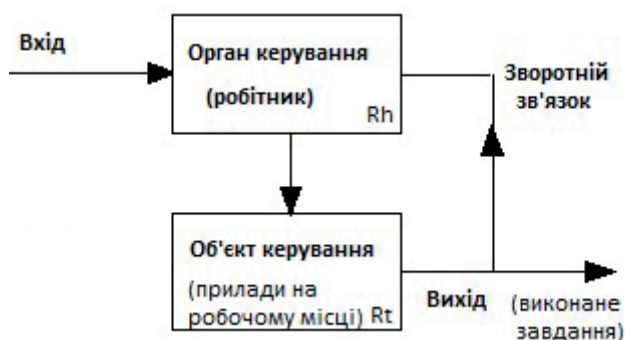 Вхід
Орган керування
(робітник)
Rh
Зворотній
зв'язок
Об'єкт керування
(прилади на
робочому місці) Rt
Вихід
(виконане
завдання)